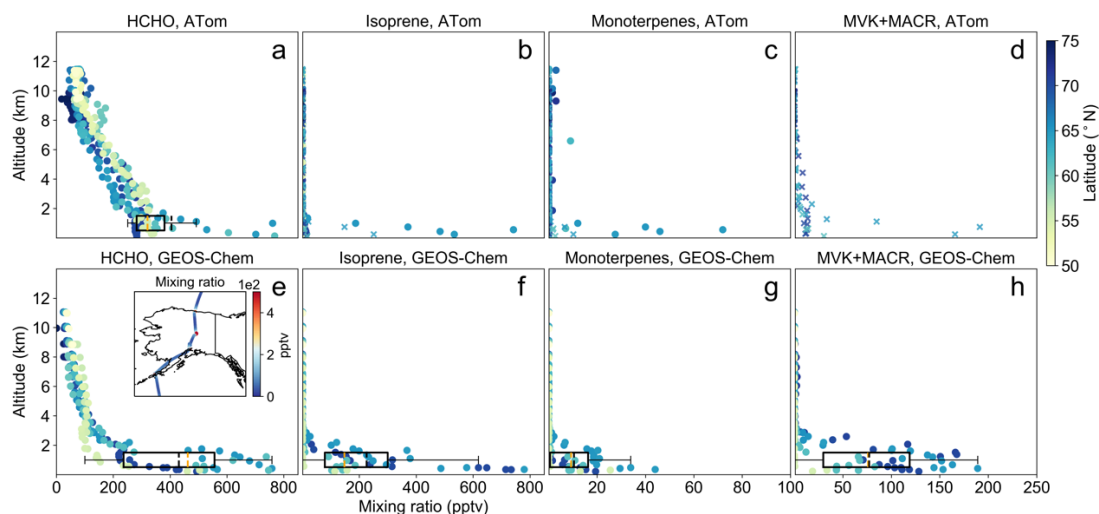 HCHO, ATom
Isoprene, ATom
Monoterpenes, ATom
MVK+MACR, ATom
a
b
c
d
12
10
8
6
4
2
Altitude (km)
75
70
65
60
55
50
Latitude (°N)
HCHO, GEOS-Chem
Isoprene, GEOS-Chem
Monoterpenes, GEOS-Chem
MVK+MACR, GEOS-Chem
e
f
g
h
Mixing ratio
1e2
4
2
0
pptv
12
10
8
6
4
2
Altitude (km)
0 200 400 600 800
200 400 600 800
20 40 60 80 100
50 100 150 200 250
Mixing ratio (pptv)